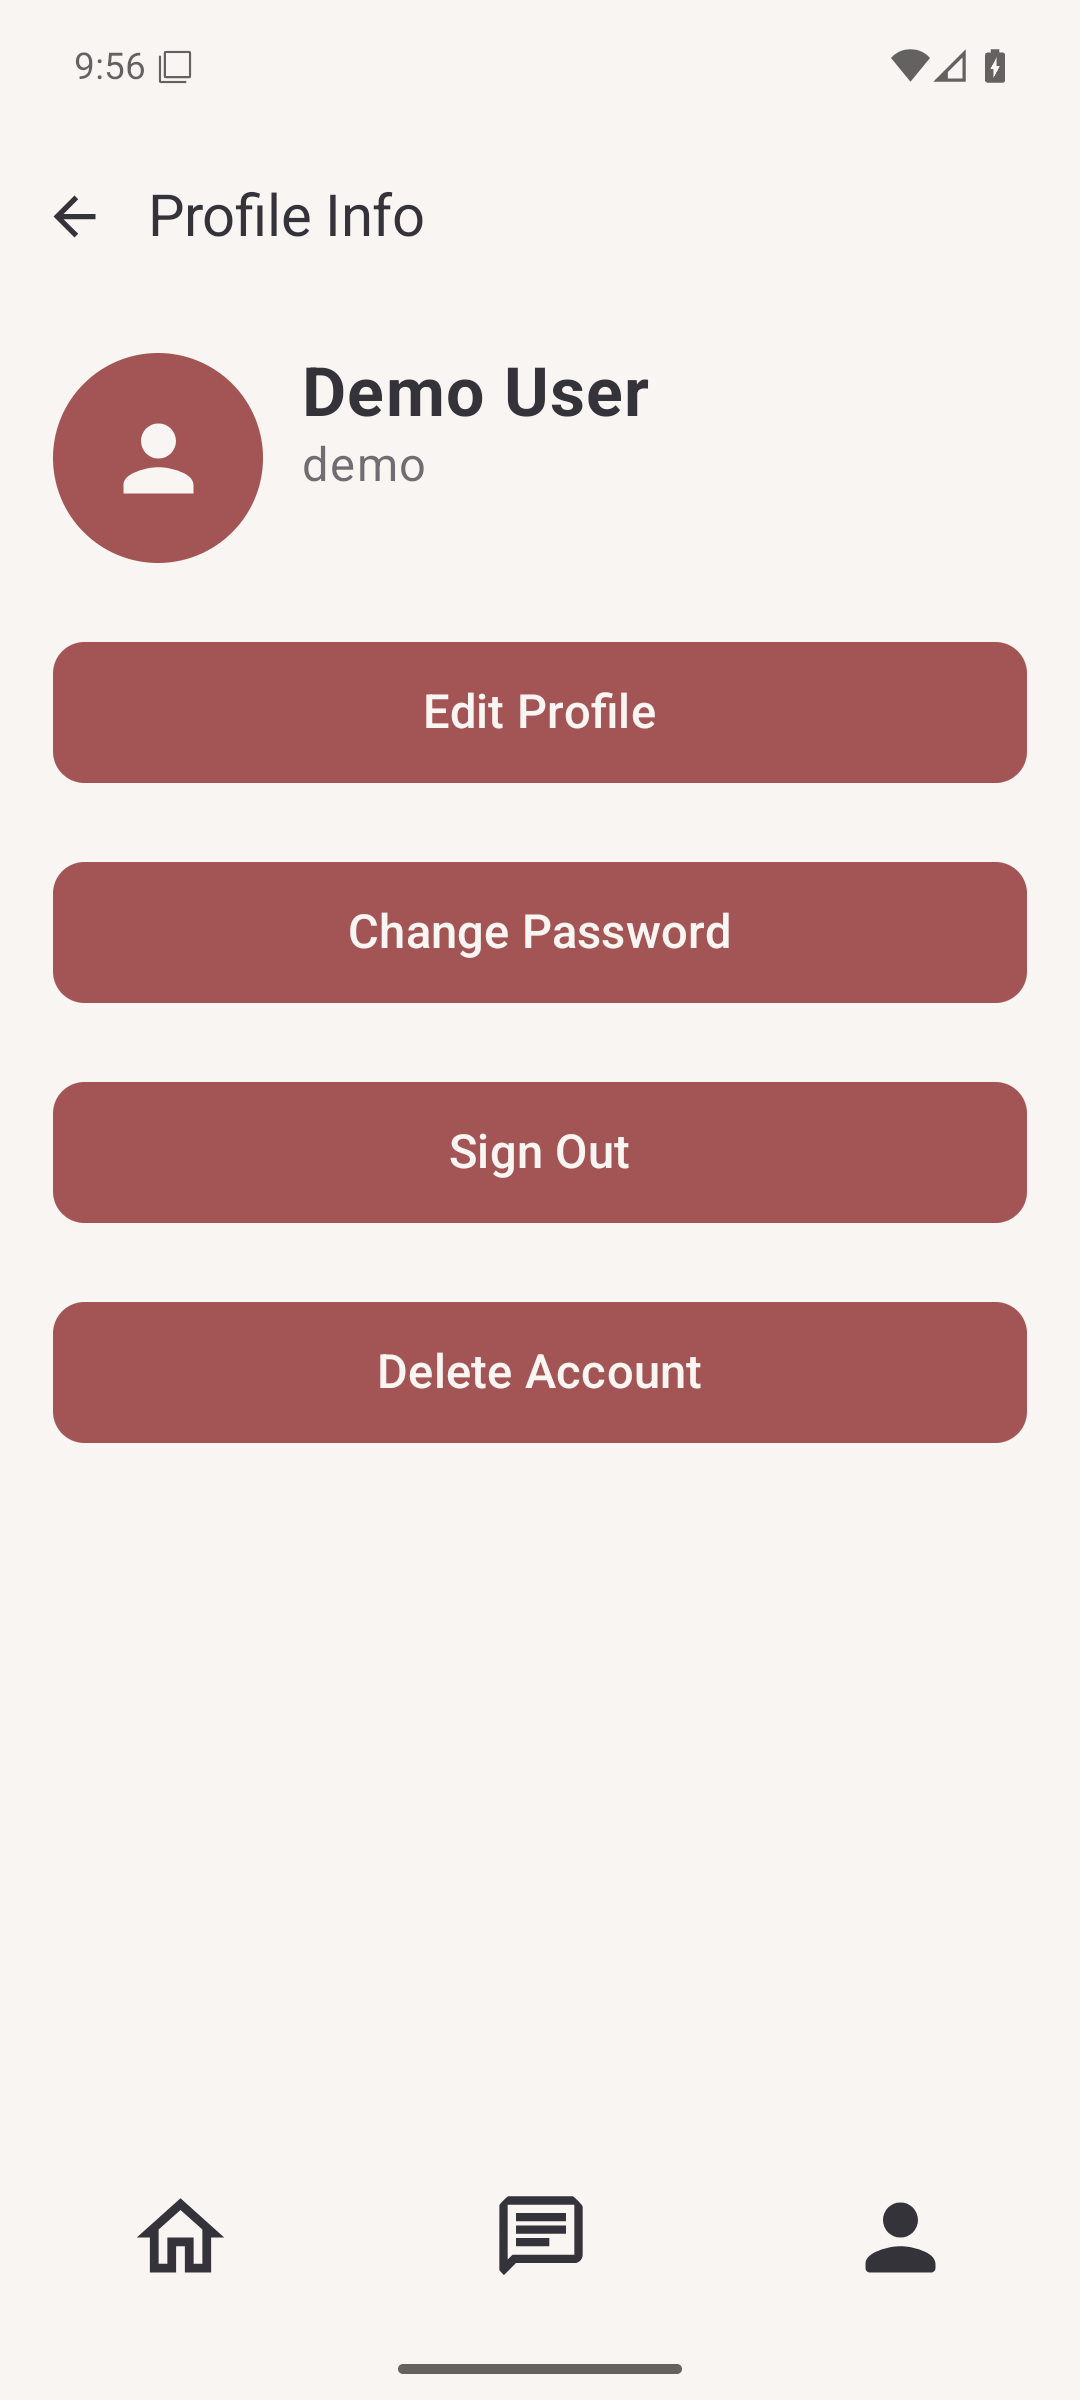 9:56
Profile Info
Demo User
demo
Edit Profile
Change Password
Sign Out
Delete Account